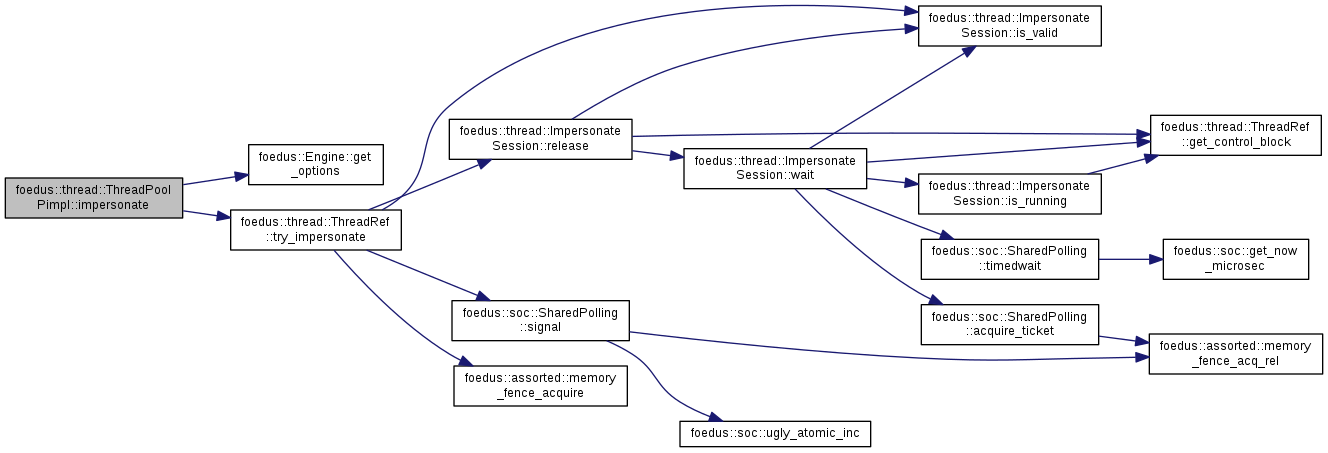 foedus::thread::ThreadPool
Pimpl::impersonate
foedus::Engine::get
_options
foedus::thread::ThreadRef
::try_impersonate
foedus::thread::Impersonate
Session::release
foedus::soc::SharedPolling
::signal
foedus::assorted::memory
_fence_acquire
foedus::thread::Impersonate
Session::wait
foedus::soc::ugly_atomic_inc
foedus::thread::Impersonate
Session::is_valid
foedus::thread::Impersonate
Session::is_running
foedus::soc::SharedPolling
::timedwait
foedus::soc::SharedPolling
::acquire_ticket
foedus::thread::ThreadRef
::get_control_block
foedus::soc::get_now
_microsec
foedus::assorted::memory
_fence_acq_rel